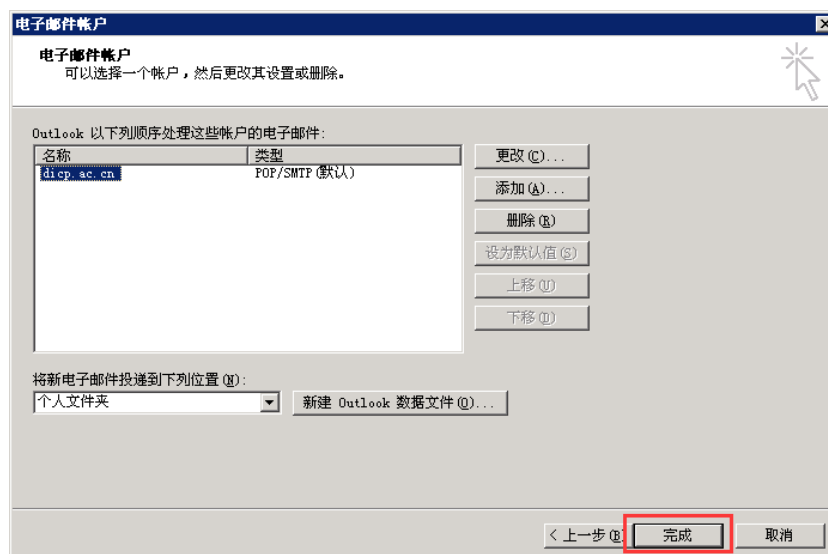 电子邮件帐户
电子邮件帐户
可以选择一个帐户，然后更改其设置或删除。
Outlook 以下列顺序处理这些帐户的电子邮件:
名称 类型
dicp.ac.cn POP/SMTP(默认)
更改(C)...
添加(A)...
删除(R)
设为默认值(S)
上移(U)
下移(D)
将新电子邮件投递到下列位置(N):
个人文件夹 新建 Outlook 数据文件(O)...
< 上一步(B) 完成 取消